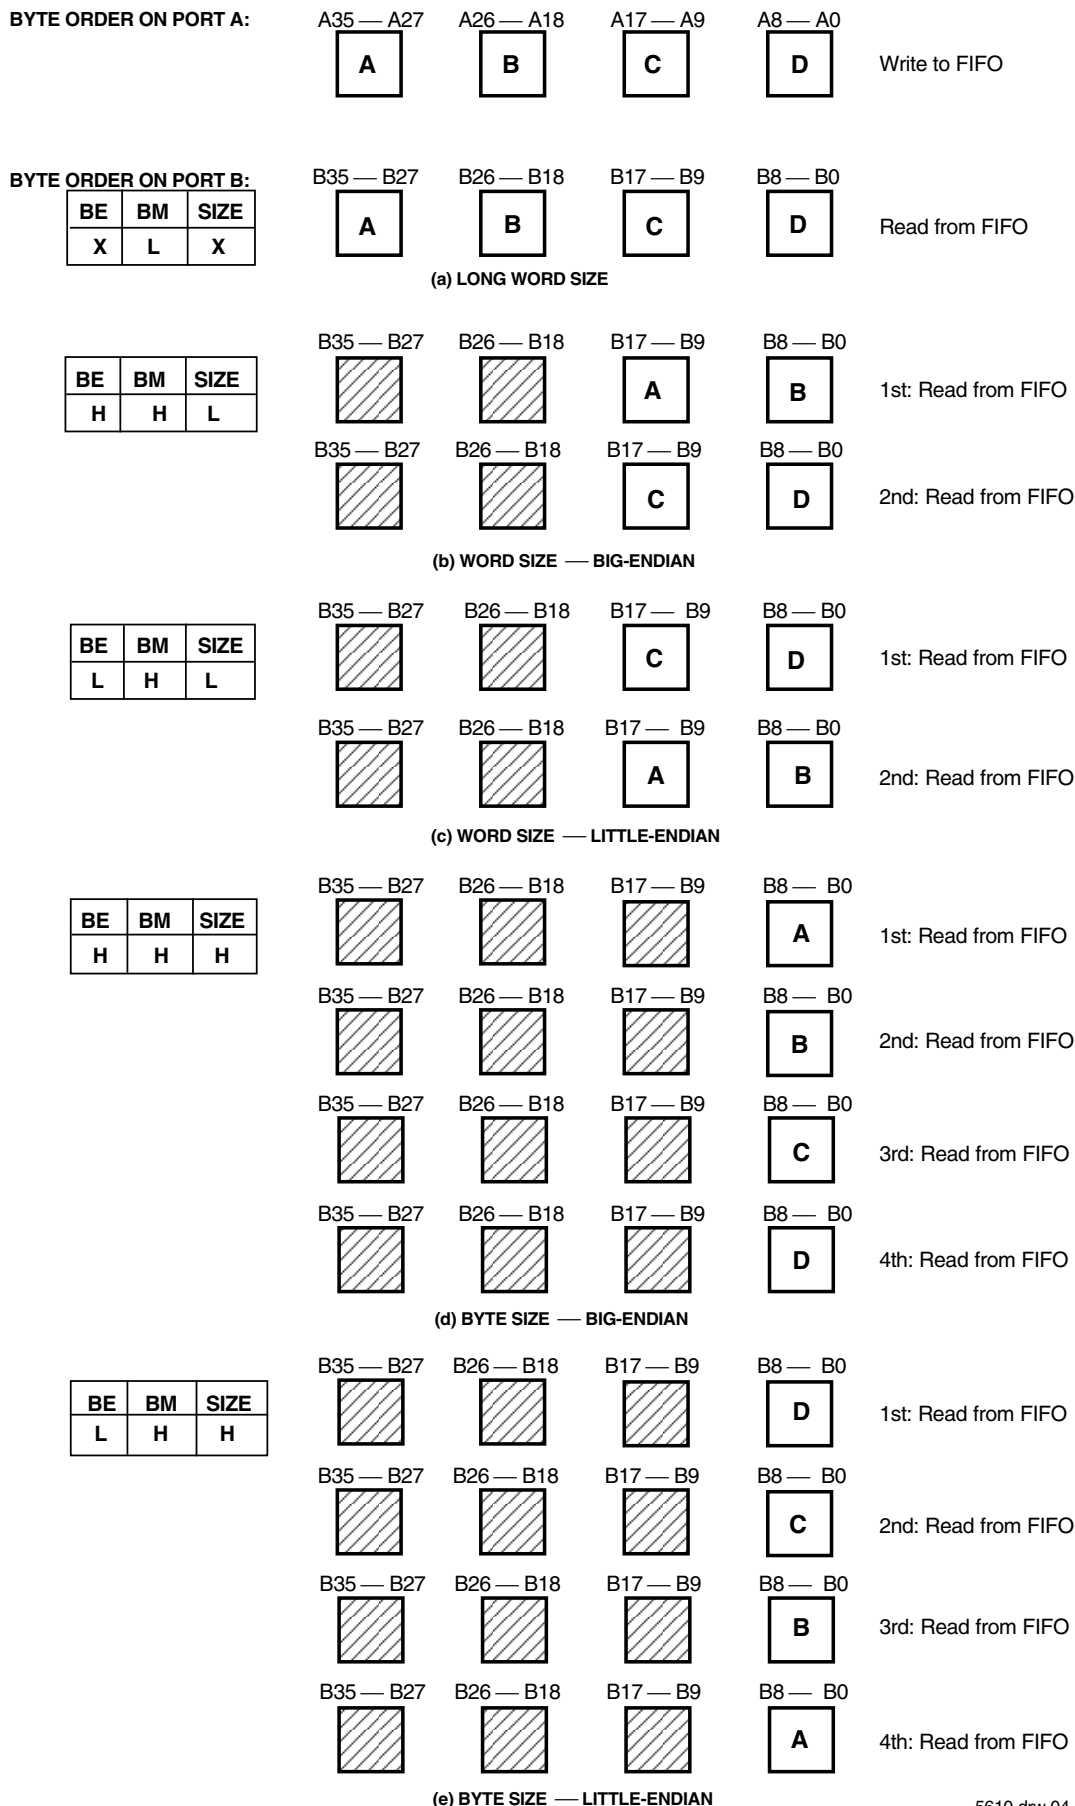 BYTE ORDER ON PORT A: A35 — A27 A26 — A18 A17 — A9 A8 — A0
A B C D Write to FIFO
BYTE ORDER ON PORT B: B35 — B27 B26 — B18 B17 — B9 B8 — B0
BE BM SIZE
A B C D Read from FIFO
X L X
(a) LONG WORD SIZE
B35 — B27 B26 — B18 B17 — B9 B8 — B0
BE BM SIZE
A B 1st: Read from FIFO
H H L
B35 — B27 B26 — B18 B17 — B9 B8 — B0
C D 2nd: Read from FIFO
(b) WORD SIZE — BIG-ENDIAN
B35 — B27 B26 — B18 B17 — B9 B8 — B0
BE BM SIZE
C D 1st: Read from FIFO
L H L
B35 — B27 B26 — B18 B17 — B9 B8 — B0
A B 2nd: Read from FIFO
(c) WORD SIZE — LITTLE-ENDIAN
B35 — B27 B26 — B18 B17 — B9 B8 — B0
BE BM SIZE
A 1st: Read from FIFO
H H H
B35 — B27 B26 — B18 B17 — B9 B8 — B0
B 2nd: Read from FIFO
B35 — B27 B26 — B18 B17 — B9 B8 — B0
C 3rd: Read from FIFO
B35 — B27 B26 — B18 B17 — B9 B8 — B0
D 4th: Read from FIFO
(d) BYTE SIZE — BIG-ENDIAN
B35 — B27 B26 — B18 B17 — B9 B8 — B0
BE BM SIZE
D 1st: Read from FIFO
L H H
B35 — B27 B26 — B18 B17 — B9 B8 — B0
C 2nd: Read from FIFO
B35 — B27 B26 — B18 B17 — B9 B8 — B0
B 3rd: Read from FIFO
B35 — B27 B26 — B18 B17 — B9 B8 — B0
A 4th: Read from FIFO
(e) BYTE SIZE — LITTLE-ENDIAN
5610 drw 04